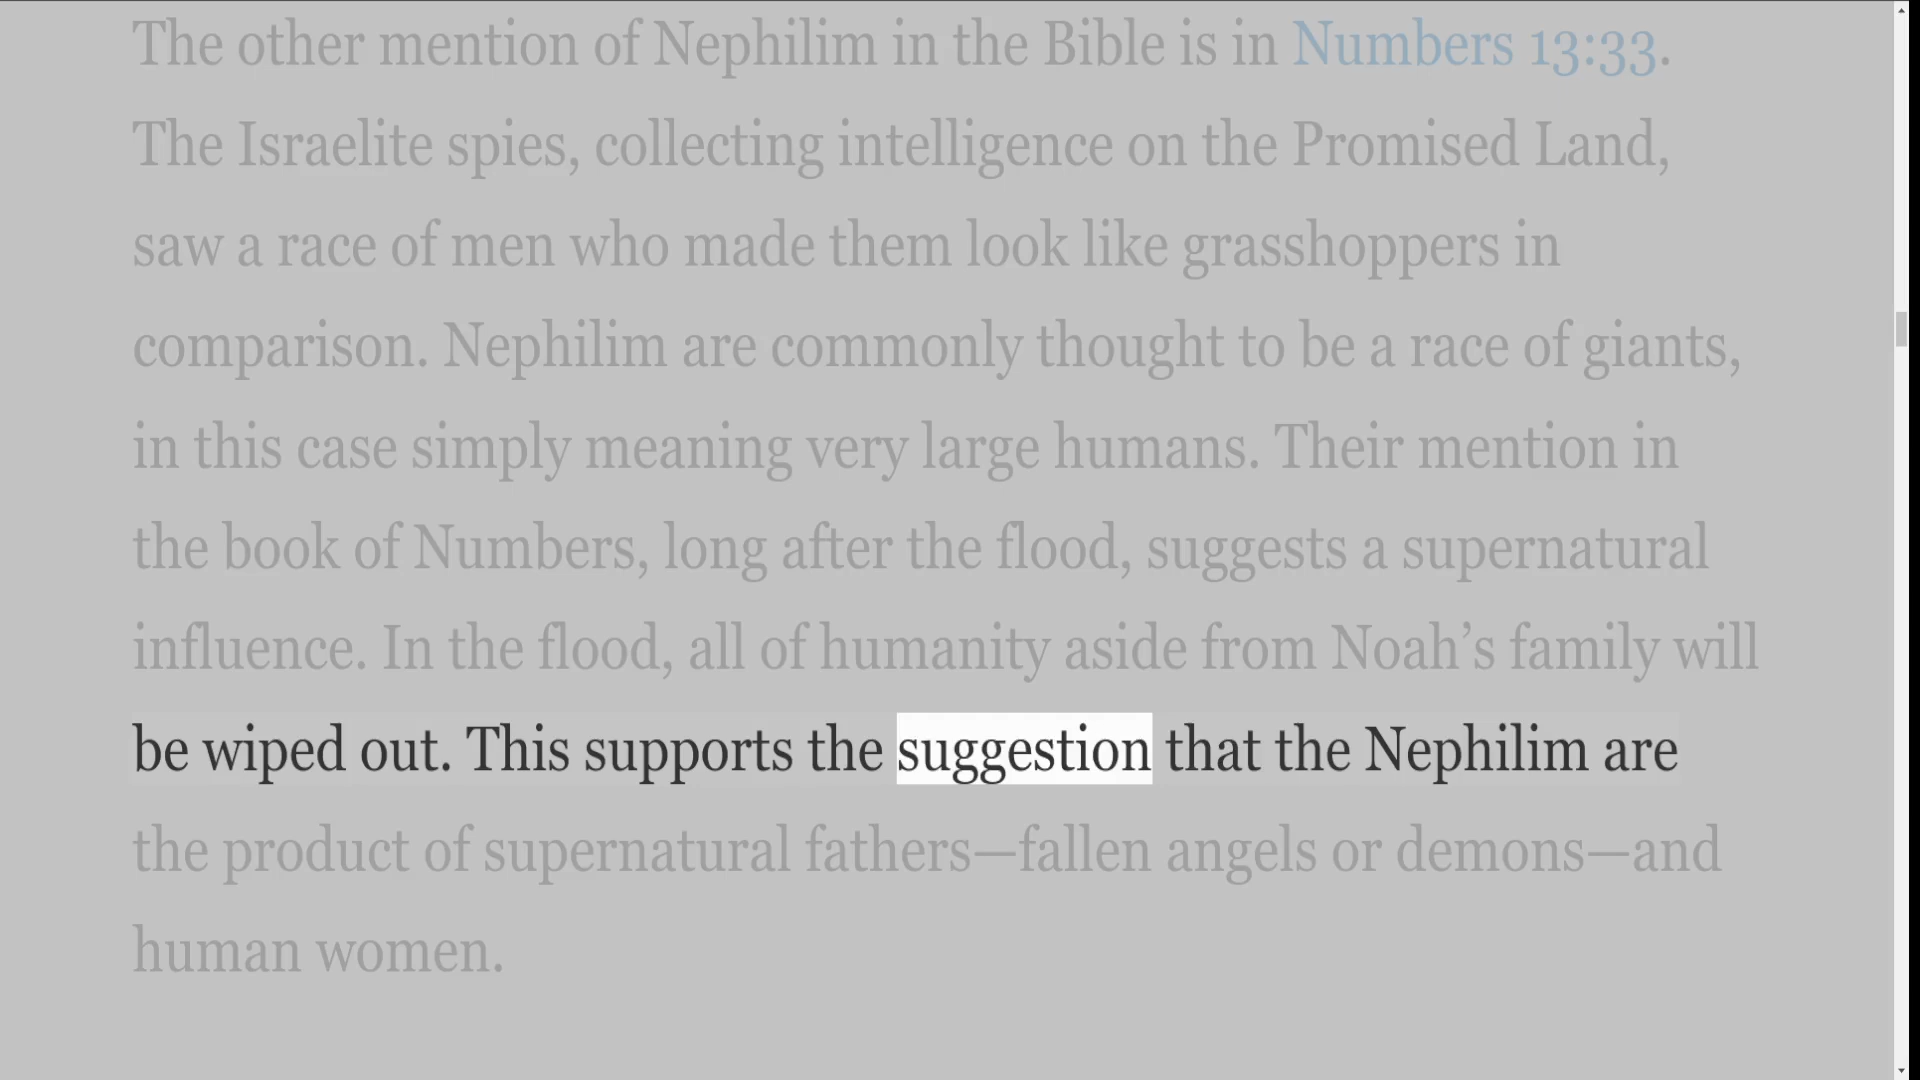 The other mention of Nephilim in the Bible is in Numbers 13:33.
The Israelite spies, collecting intelligence on the Promised Land,
saw a race of men who made them look like grasshoppers in
comparison. Nephilim are commonly thought to be a race of giants,
in this case simply meaning very large humans. Their mention in
the book of Numbers, long after the flood, suggests a supernatural
influence. In the flood, all of humanity aside from Noah’s family will
be wiped out. This supports the suggestion that the Nephilim are
the product of supernatural fathers—fallen angels or demons—and
human women.